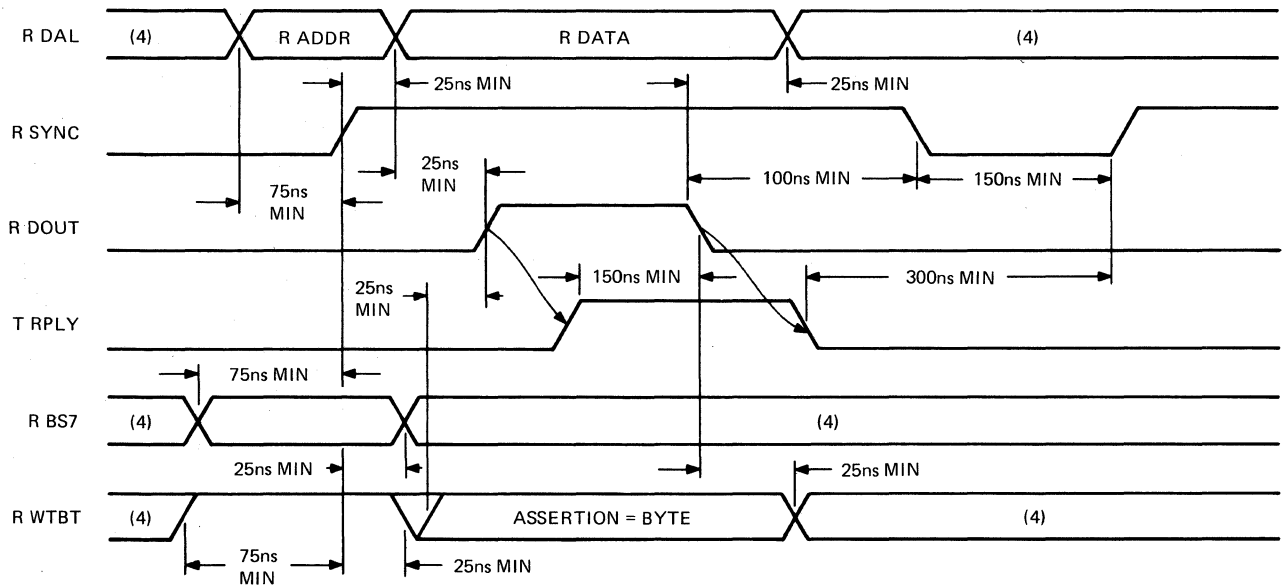 R DAL (4) R ADDR R DATA (4)
25ns MIN 25ns MIN
R SYNC
25ns
MIN
75ns
MIN
100ns MIN 150ns MIN
R DOUT
25ns
MIN
150ns MIN 300ns MIN
T RPLY
75ns MIN
R BS7 (4) (4)
25ns MIN 25ns MIN
R WTBT (4) ASSERTION = BYTE (4)
75ns
MIN
25ns MIN